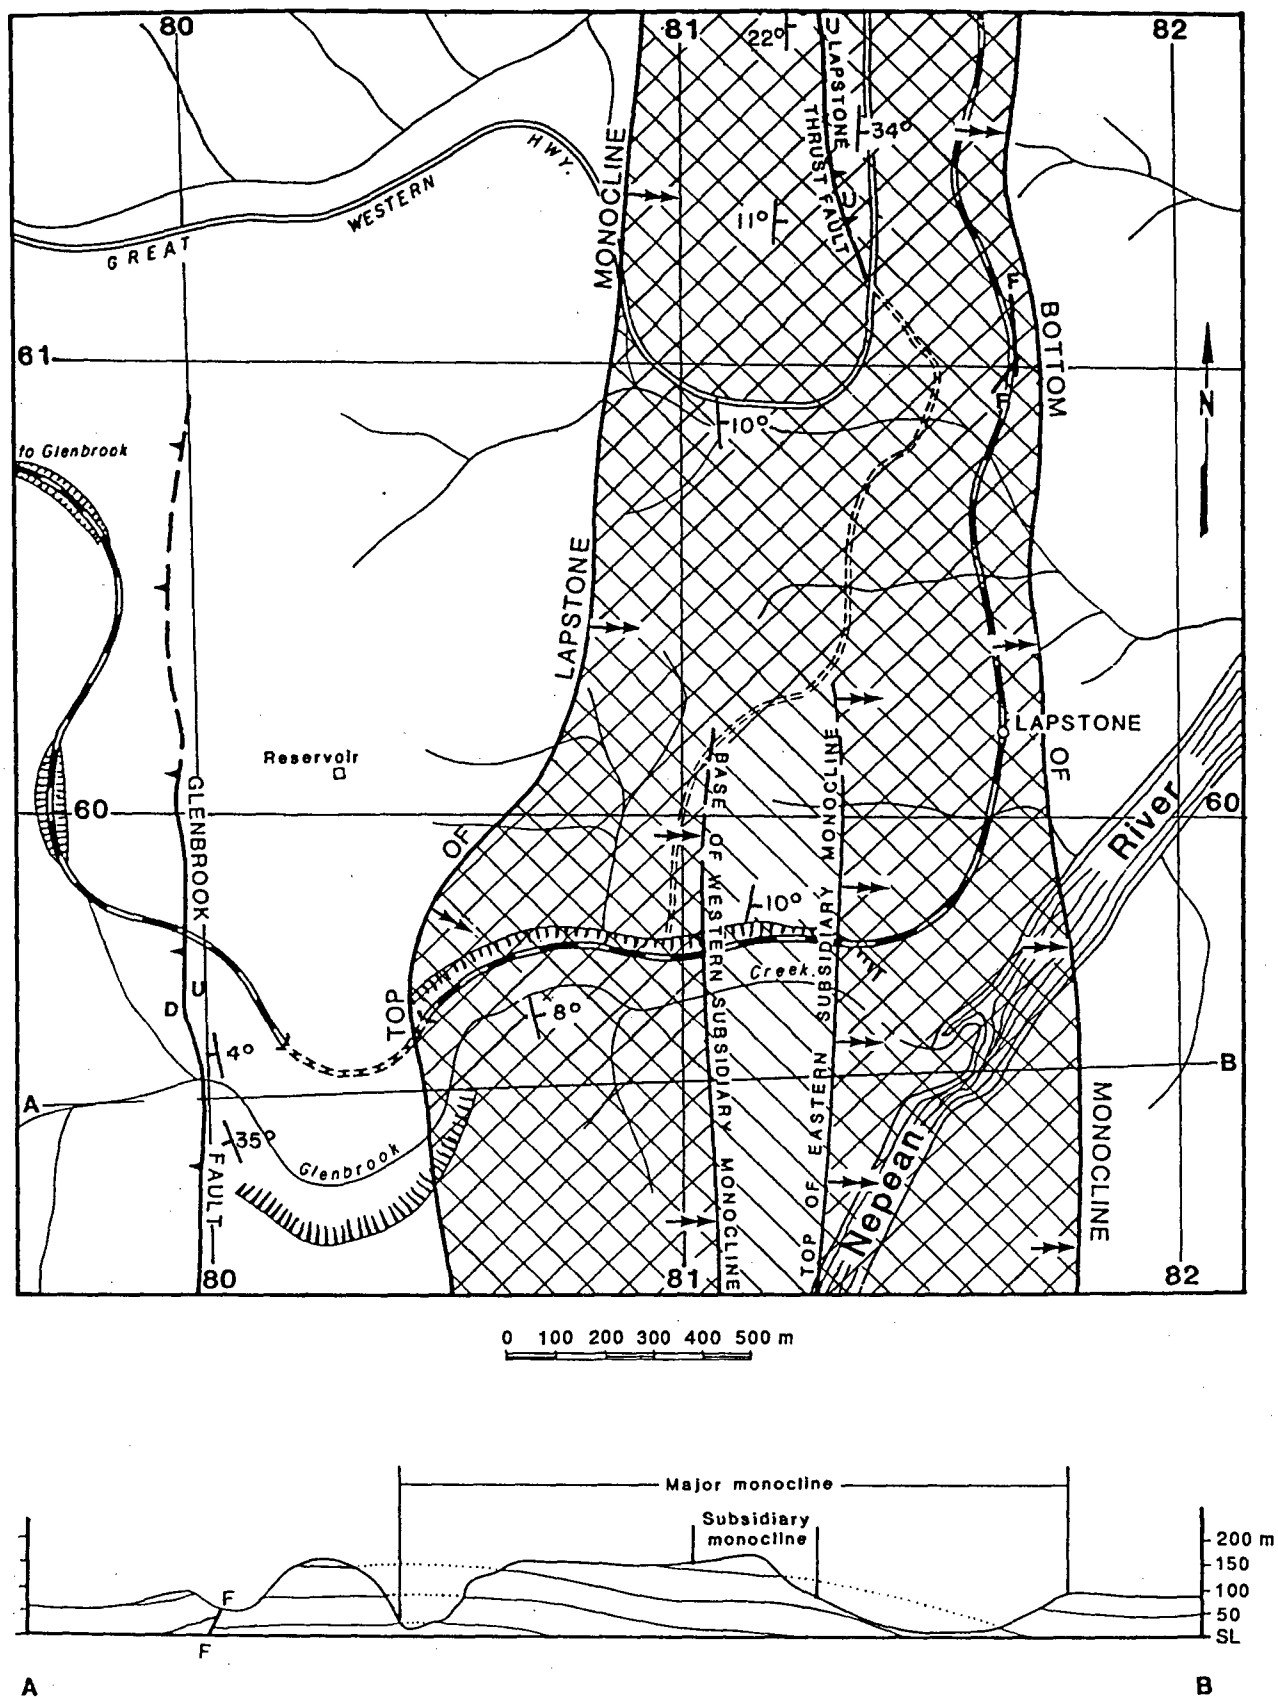 80
81
82
22°
U
LAPSTONE
THRUST FAULT
34°
HWY.
MONOCLINE
WESTERN
U
11°
GREAT
F
BOTTOM
61
N
F
10°
to Glenbrook
LAPSTONE
LAPSTONE
OF
Reservoir
BASE OF WESTERN SUBSIDIARY MONOCLINE
TOP OF EASTERN SUBSIDIARY MONOCLINE
60
60
GLENBROOK FAULT
River
OF
10°
Creek
TOP
U
D
8°
4°
B
A
35°
Glenbrook
MONOCLINE
Nepean
80
81
82
0 100 200 300 400 500 m
Major monocline
Subsidiary
monocline
200 m
150
100
50
SL
F
F
A
B